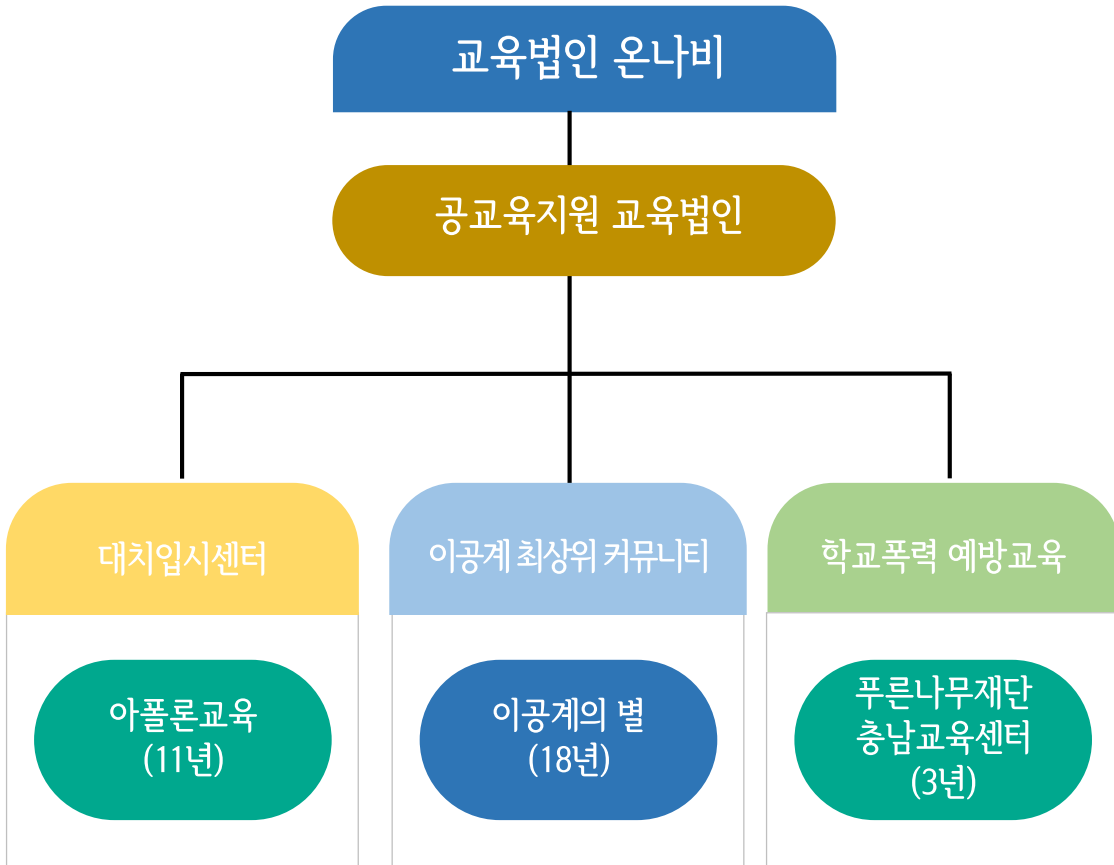 교육법인 온나비
공교육지원 교육법인
대치입시센터
이공계 최상위 커뮤니티
학교폭력 예방교육
아폴론교육
(11년)
이공계의 별
(18년)
푸른나무재단
충남교육센터
(3년)